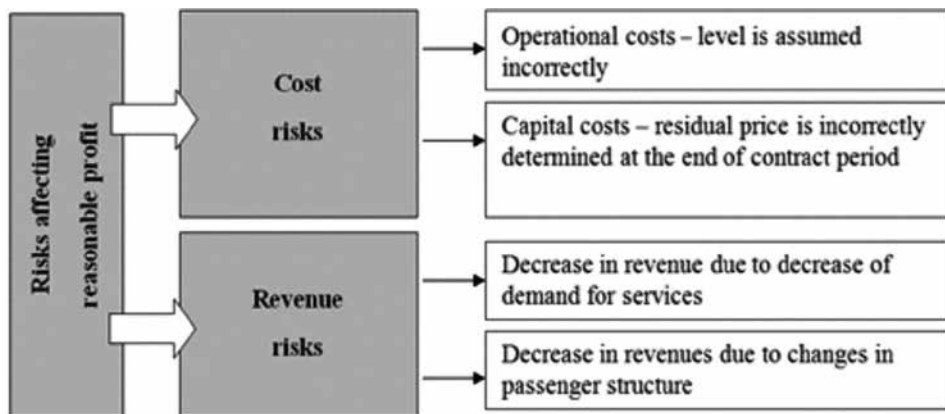 Risks affecting
reasonable profit
Cost
risks
Operational costs – level is assumed
incorrectly
Capital costs – residual price is incorrectly
determined at the end of contract period
Revenue
risks
Decrease in revenue due to decrease of
demand for services
Decrease in revenues due to changes in
passenger structure